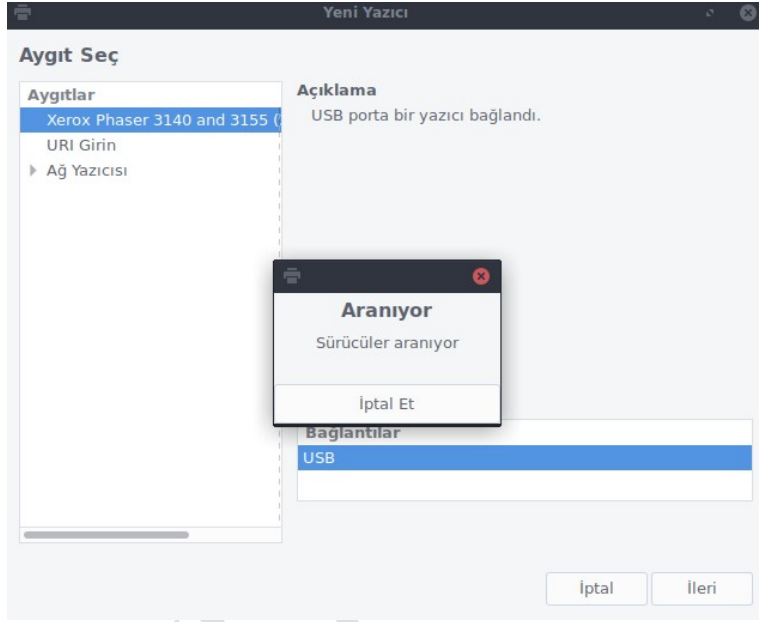 Yeni Yazıcı
Aygıt Seç
Aygıtlar
Xerox Phaser 3140 and 3155 (
URI Girin
Ağ Yazıcısı
Açıklama
USB porta bir yazıcı bağlandı.
Aranıyor
Sürücüler aranıyor
İptal Et
Bağlantılar
USB
İptal
İleri